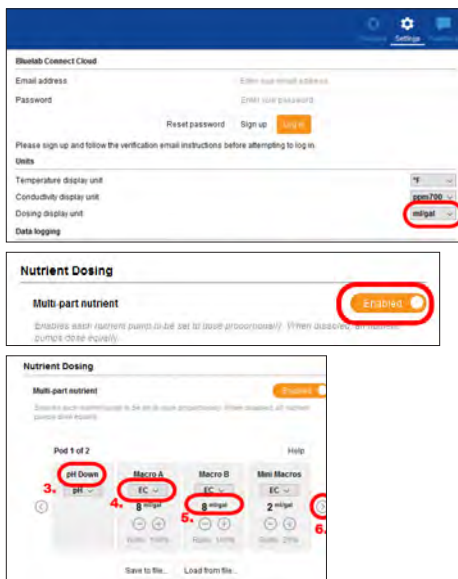 Settings
Bluelab Connect Cloud
Email address Enter your email address
Password Enter your password
Reset password Sign up Log in
Please sign up and follow the verification email instructions before attempting to log in.
Units
Temperature display unit °F
Conductivity display unit ppm700
Dosing display unit ml/gal
Data logging
Nutrient Dosing
Multi-part nutrient Enabled
Enables each nutrient pump to be set to dose proportionally. When disabled, all nutrient
pumps dose equally.
Nutrient Dosing
Multi-part nutrient Enabled
Enables each nutrient pump to be set to dose proportionally. When disabled, all nutrient
pumps dose equally.
Pod 1 of 2 Help
pH Down Macro A Macro B Mini Macros
3. pH 4. EC EC EC
8 ml/gal 5. 8 ml/gal 2 ml/gal 6.
Ratio: 100% Ratio: 100% Ratio: 25%
Save to file... Load from file...